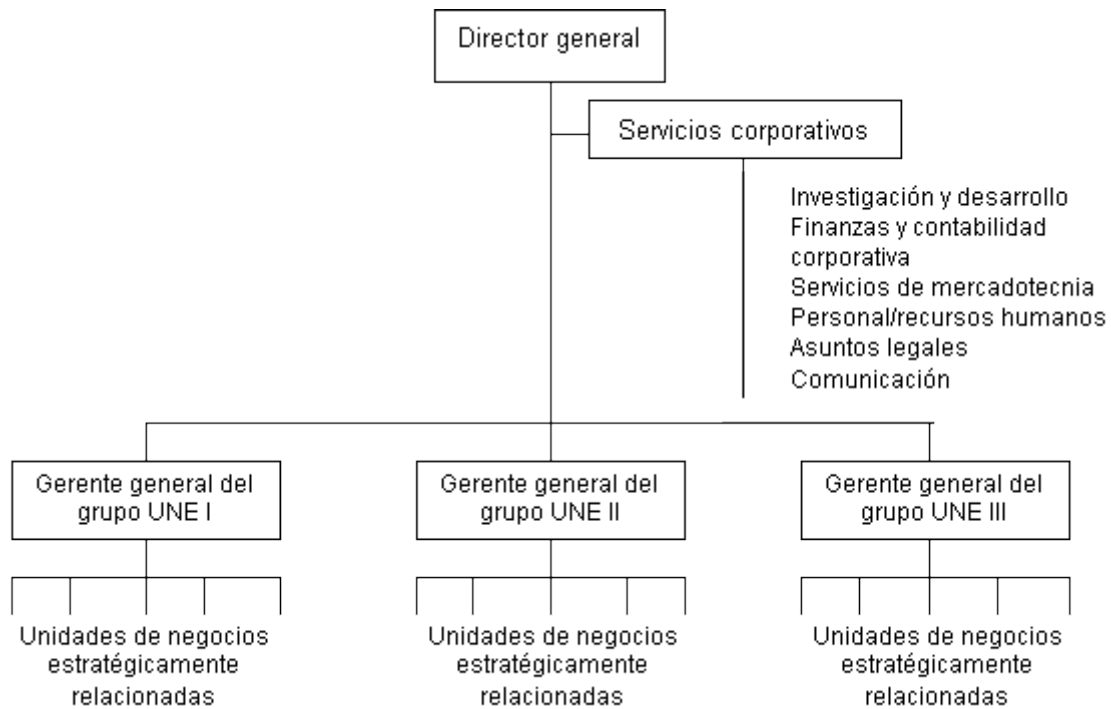 Director general
Servicios corporativos
Investigación y desarrollo
Finanzas y contabilidad
corporativa
Servicios de mercadotecnia
Personal/recursos humanos
Asuntos legales
Comunicación
Gerente general del
grupo UNE I
Gerente general del
grupo UNE II
Gerente general del
grupo UNE III
Unidades de negocios
estratégicamente
relacionadas
Unidades de negocios
estratégicamente
relacionadas
Unidades de negocios
estratégicamente
relacionadas